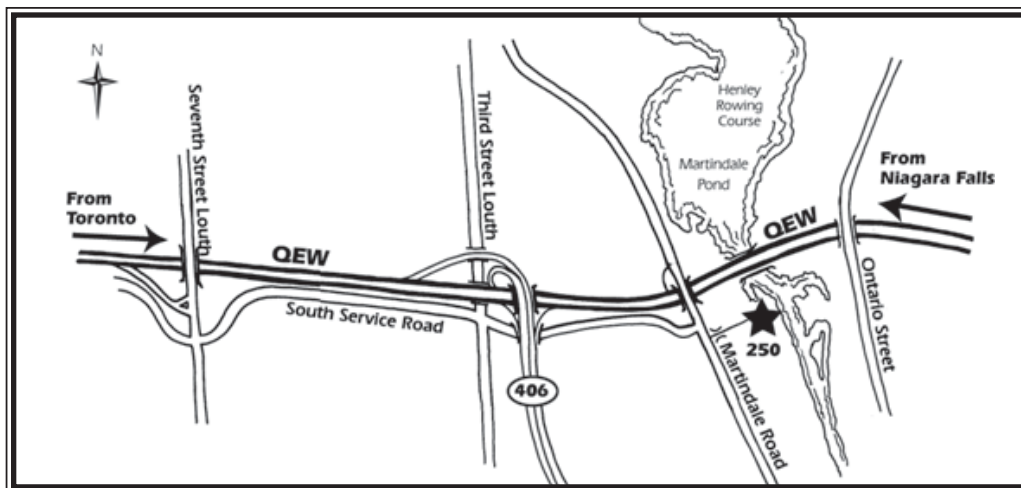 N
Seventh Street Louth
Third Street Louth
Henley
Rowing
Course
Martindale
Pond
From
Niagara Falls
From
Toronto
QEW
QEW
South Service Road
Ontario Street
250
406
Martindale Road